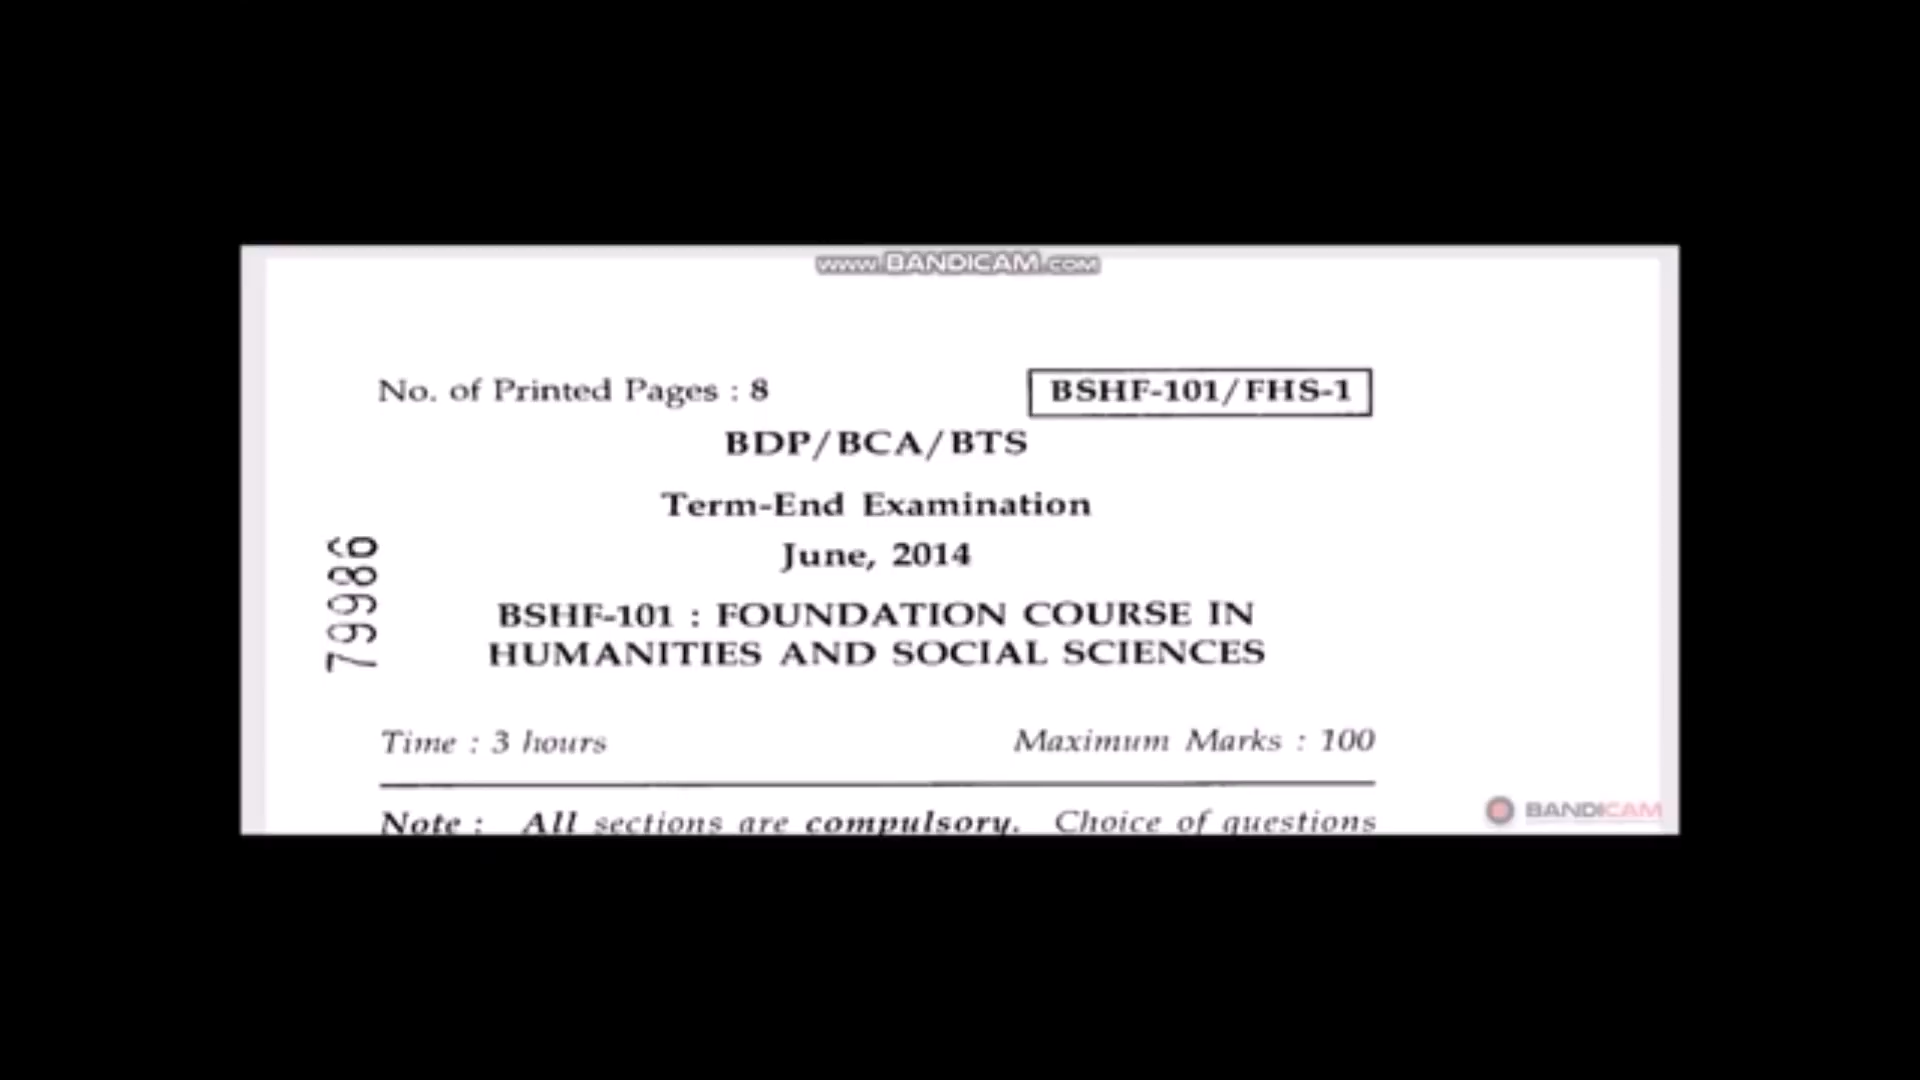 www.BANDICAM.com
No. of Printed Pages : 8
BSHF-101/FHS-1
BDP/BCA/BTS
Term-End Examination
June, 2014
79986
BSHF-101 : FOUNDATION COURSE IN
HUMANITIES AND SOCIAL SCIENCES
Time : 3 hours
Maximum Marks : 100
Note : All sections are compulsory. Choice of questions
BANDICAM